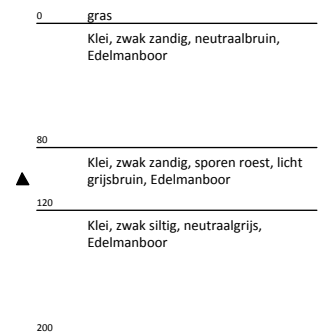 0 gras
Klei, zwak zandig, neutraalbruin,
Edelmanboor
80
Klei, zwak zandig, sporen roest, licht
grijsbruin, Edelmanboor
120
Klei, zwak siltig, neutraalgrijs,
Edelmanboor
200